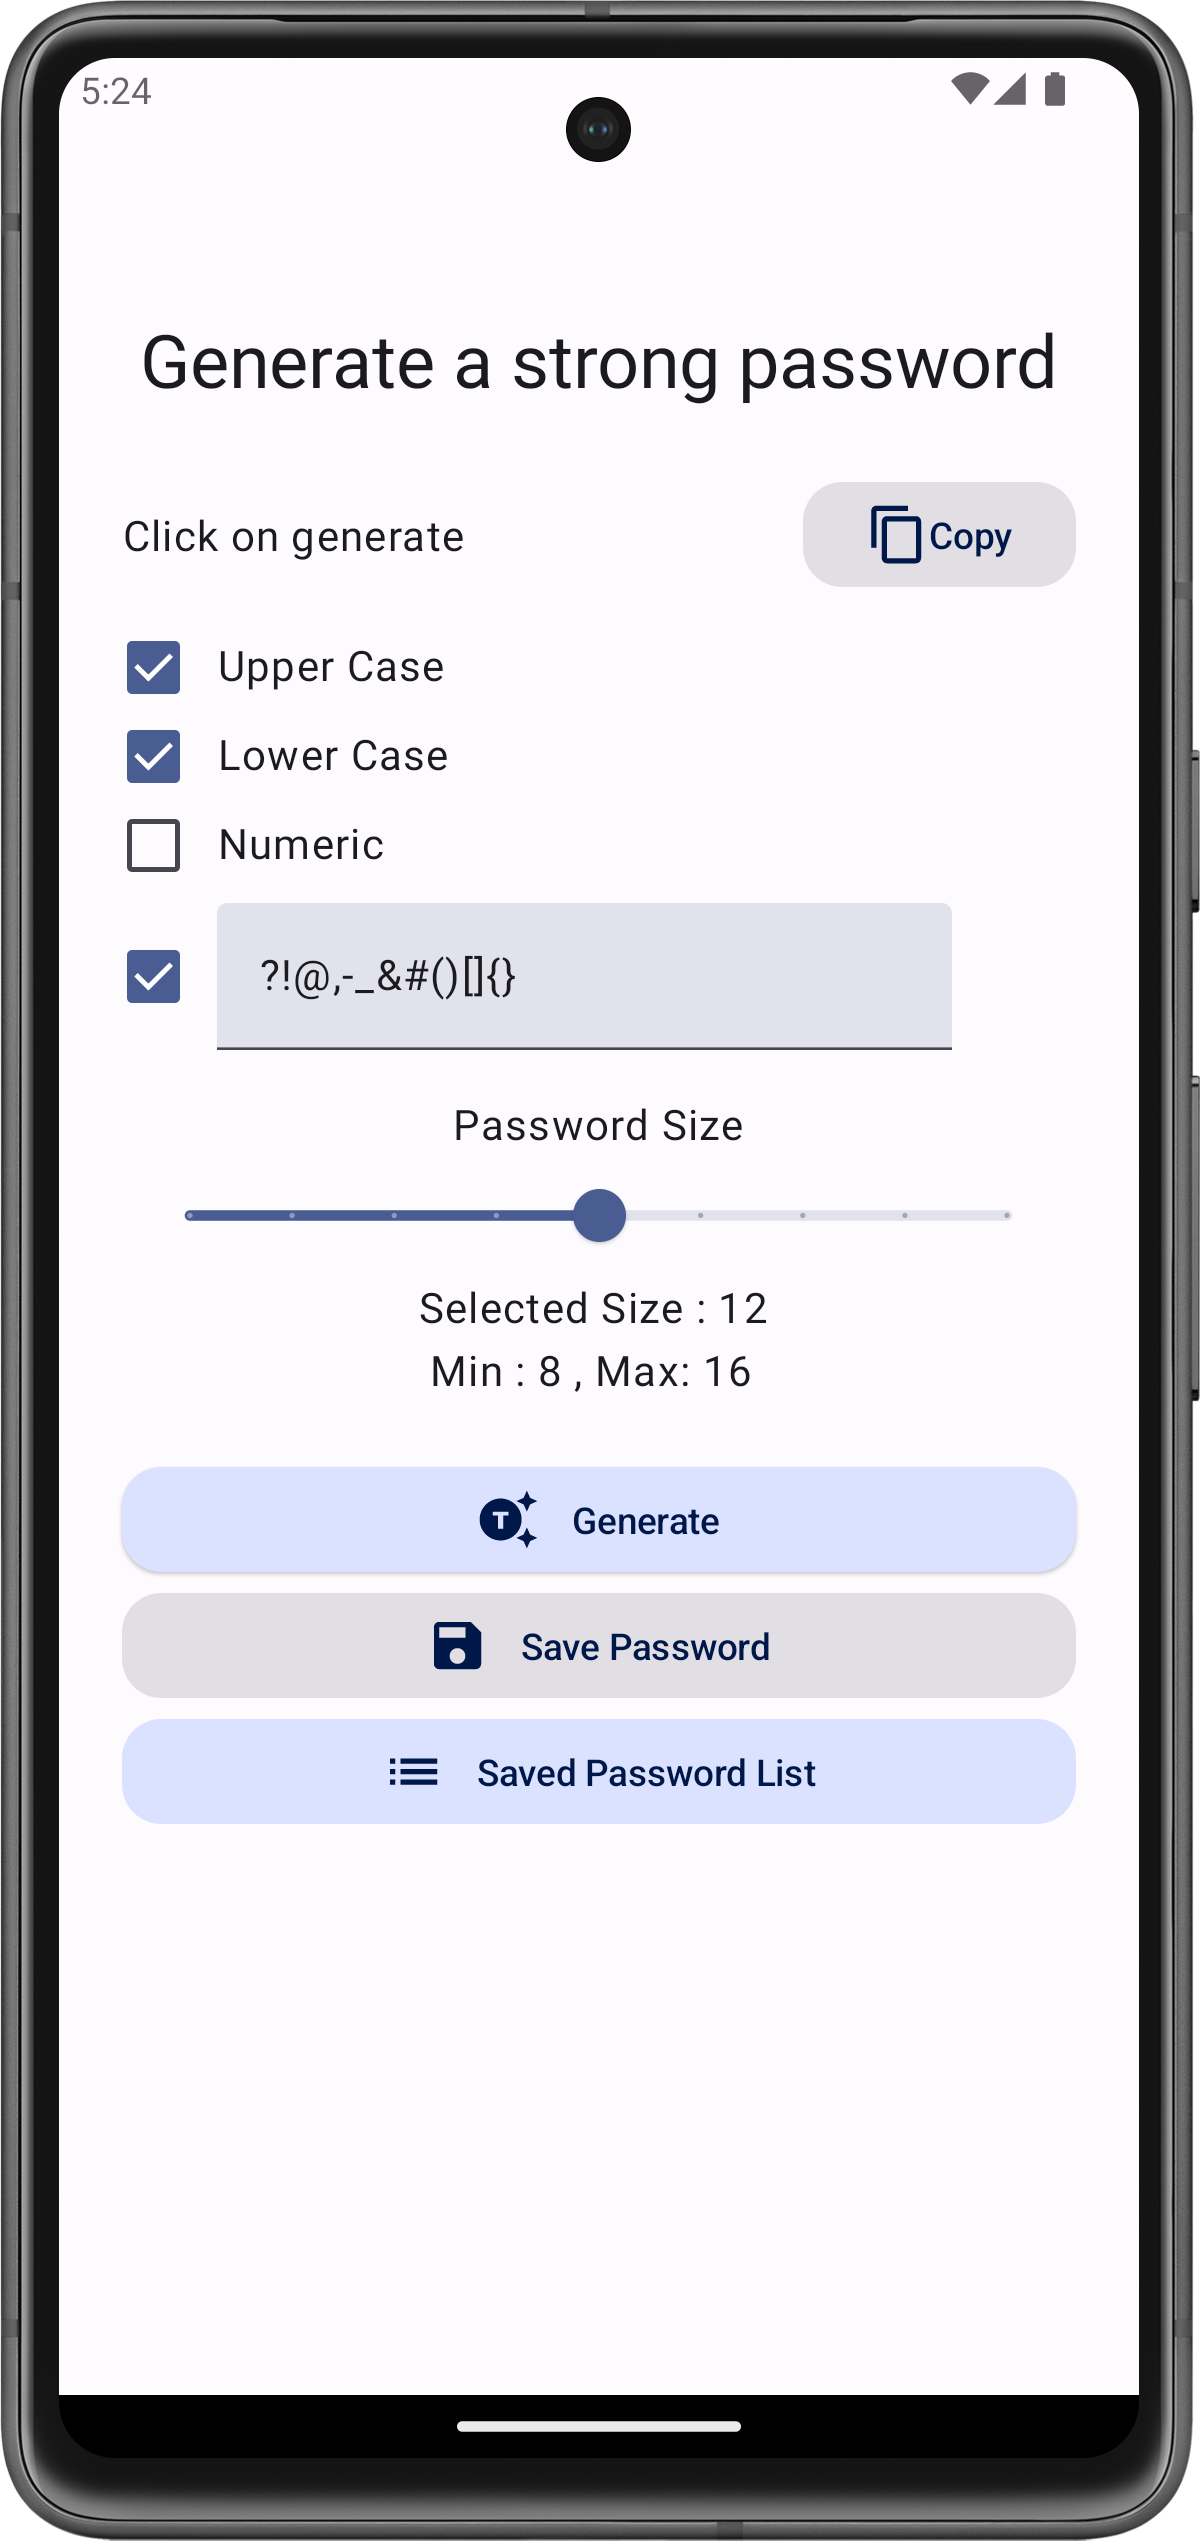 5:24
Generate a strong password
Click on generate
Copy
Upper Case
Lower Case
Numeric
?!@,-_&#()[]{}
Password Size
Selected Size : 12
Min : 8 , Max: 16
T
Generate
Save Password
Saved Password List